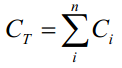 C_T = \sum_{i}^{n} C_i